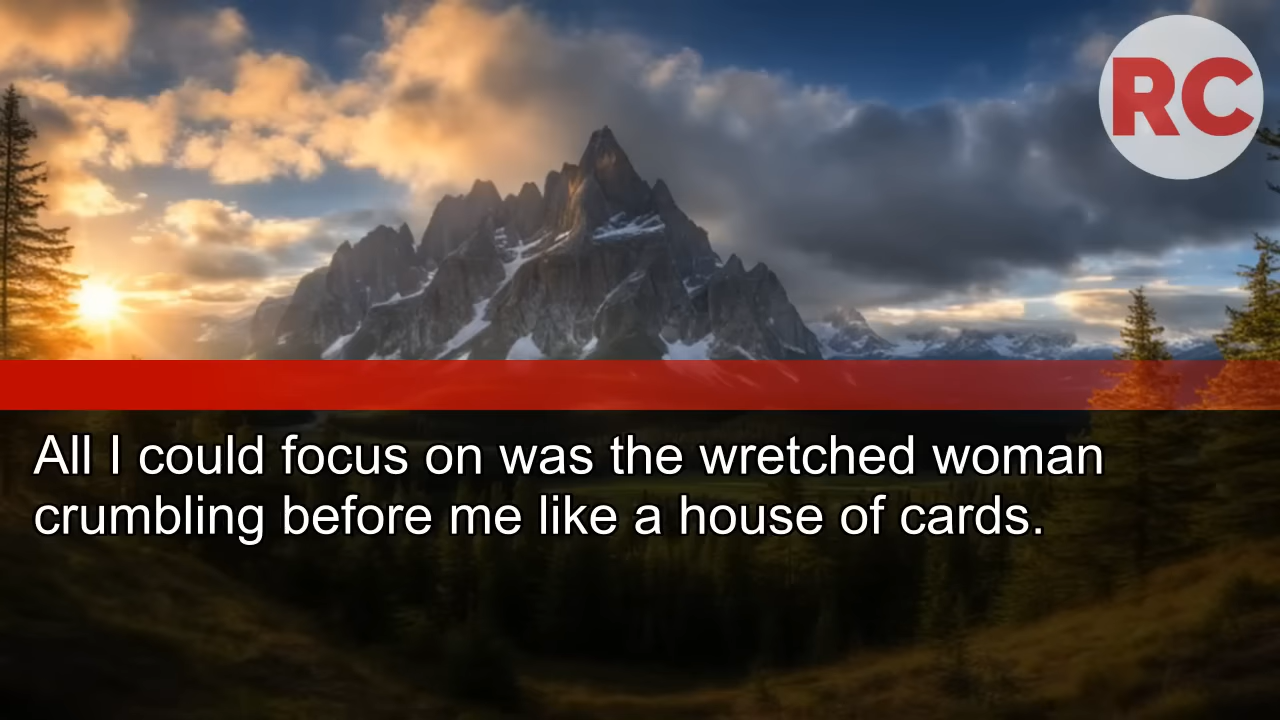 RC
All I could focus on was the wretched woman
crumbling before me like a house of cards.